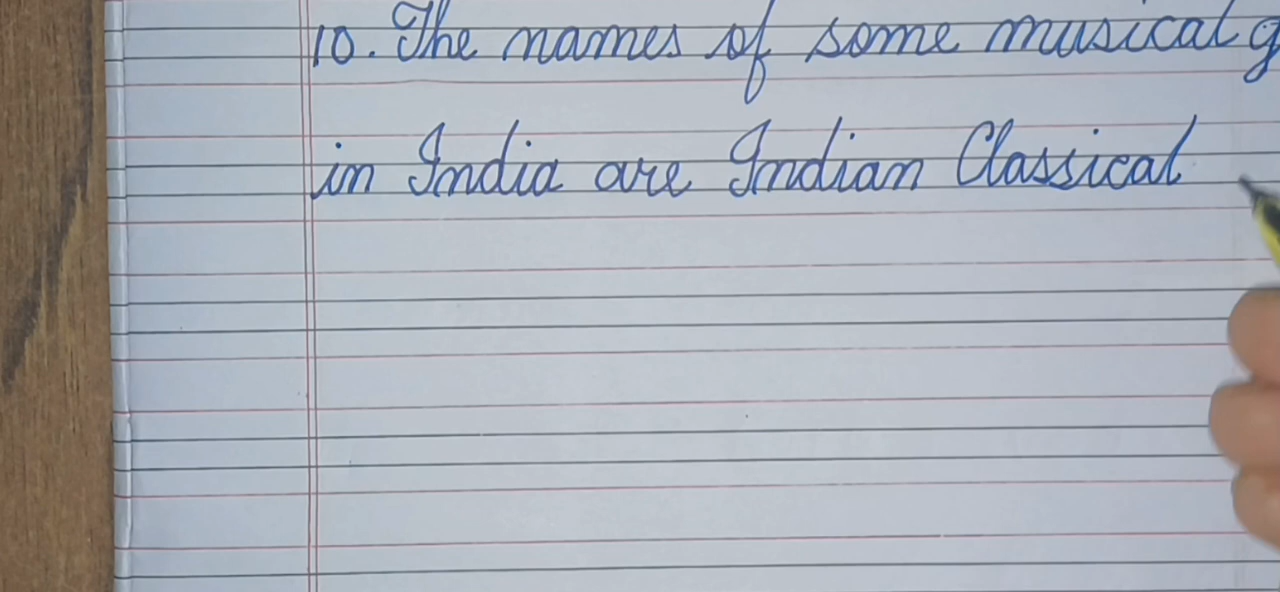 10. The names of some musical
in India are Indian Classical